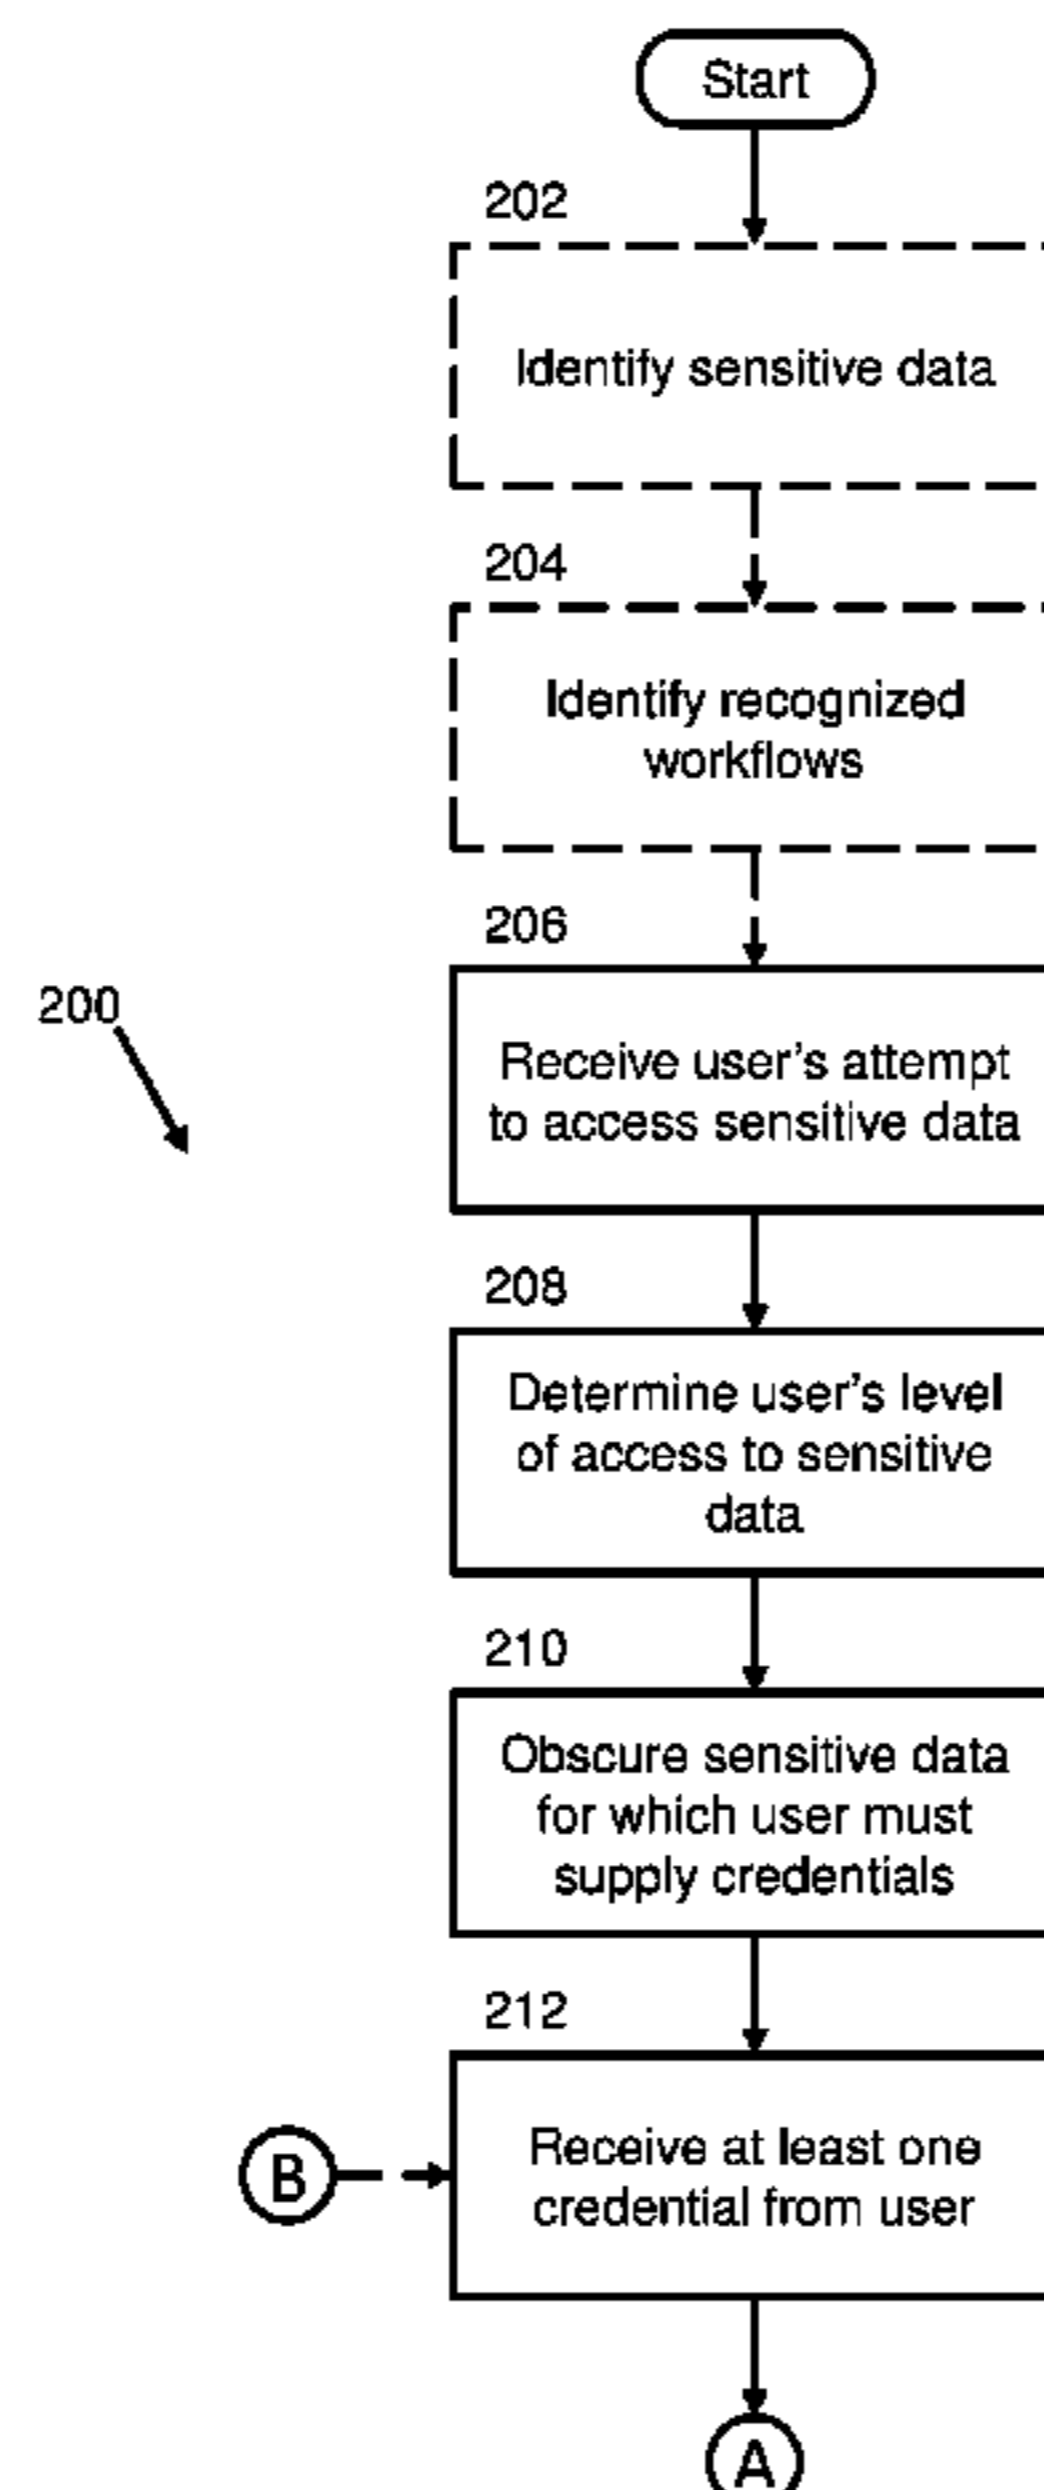 Start
202
Identify sensitive data
204
Identify recognized
workflows
206
200
Receive user's attempt
to access sensitive data
208
Determine user's level
of access to sensitive
data
210
Obscure sensitive data
for which user must
supply credentials
212
B
Receive at least one
credential from user
A